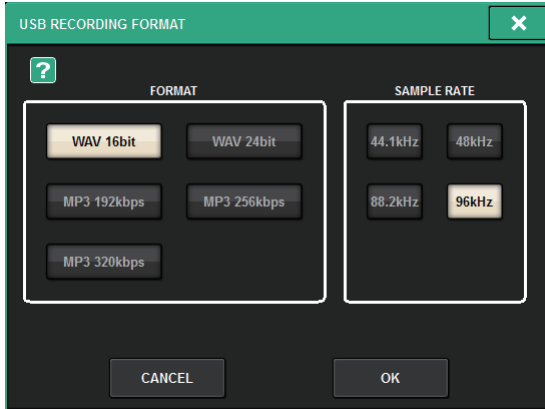 USB RECORDING FORMAT
?
FORMAT
WAV 16bit WAV 24bit
MP3 192kbps MP3 256kbps
MP3 320kbps
SAMPLE RATE
44.1kHz 48kHz
88.2kHz 96kHz
CANCEL OK